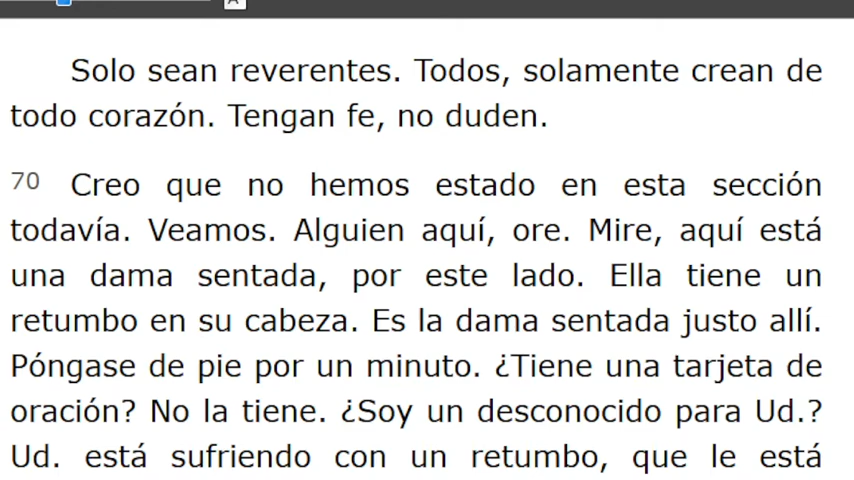 A
Solo sean reverentes. Todos, solamente crean de
todo corazón. Tengan fe, no duden.
70 Creo que no hemos estado en esta sección
todavía. Veamos. Alguien aquí, ore. Mire, aquí está
una dama sentada, por este lado. Ella tiene un
retumbo en su cabeza. Es la dama sentada justo allí.
Póngase de pie por un minuto. ¿Tiene una tarjeta de
oración? No la tiene. ¿Soy un desconocido para Ud.?
Ud. está sufriendo con un retumbo, que le está